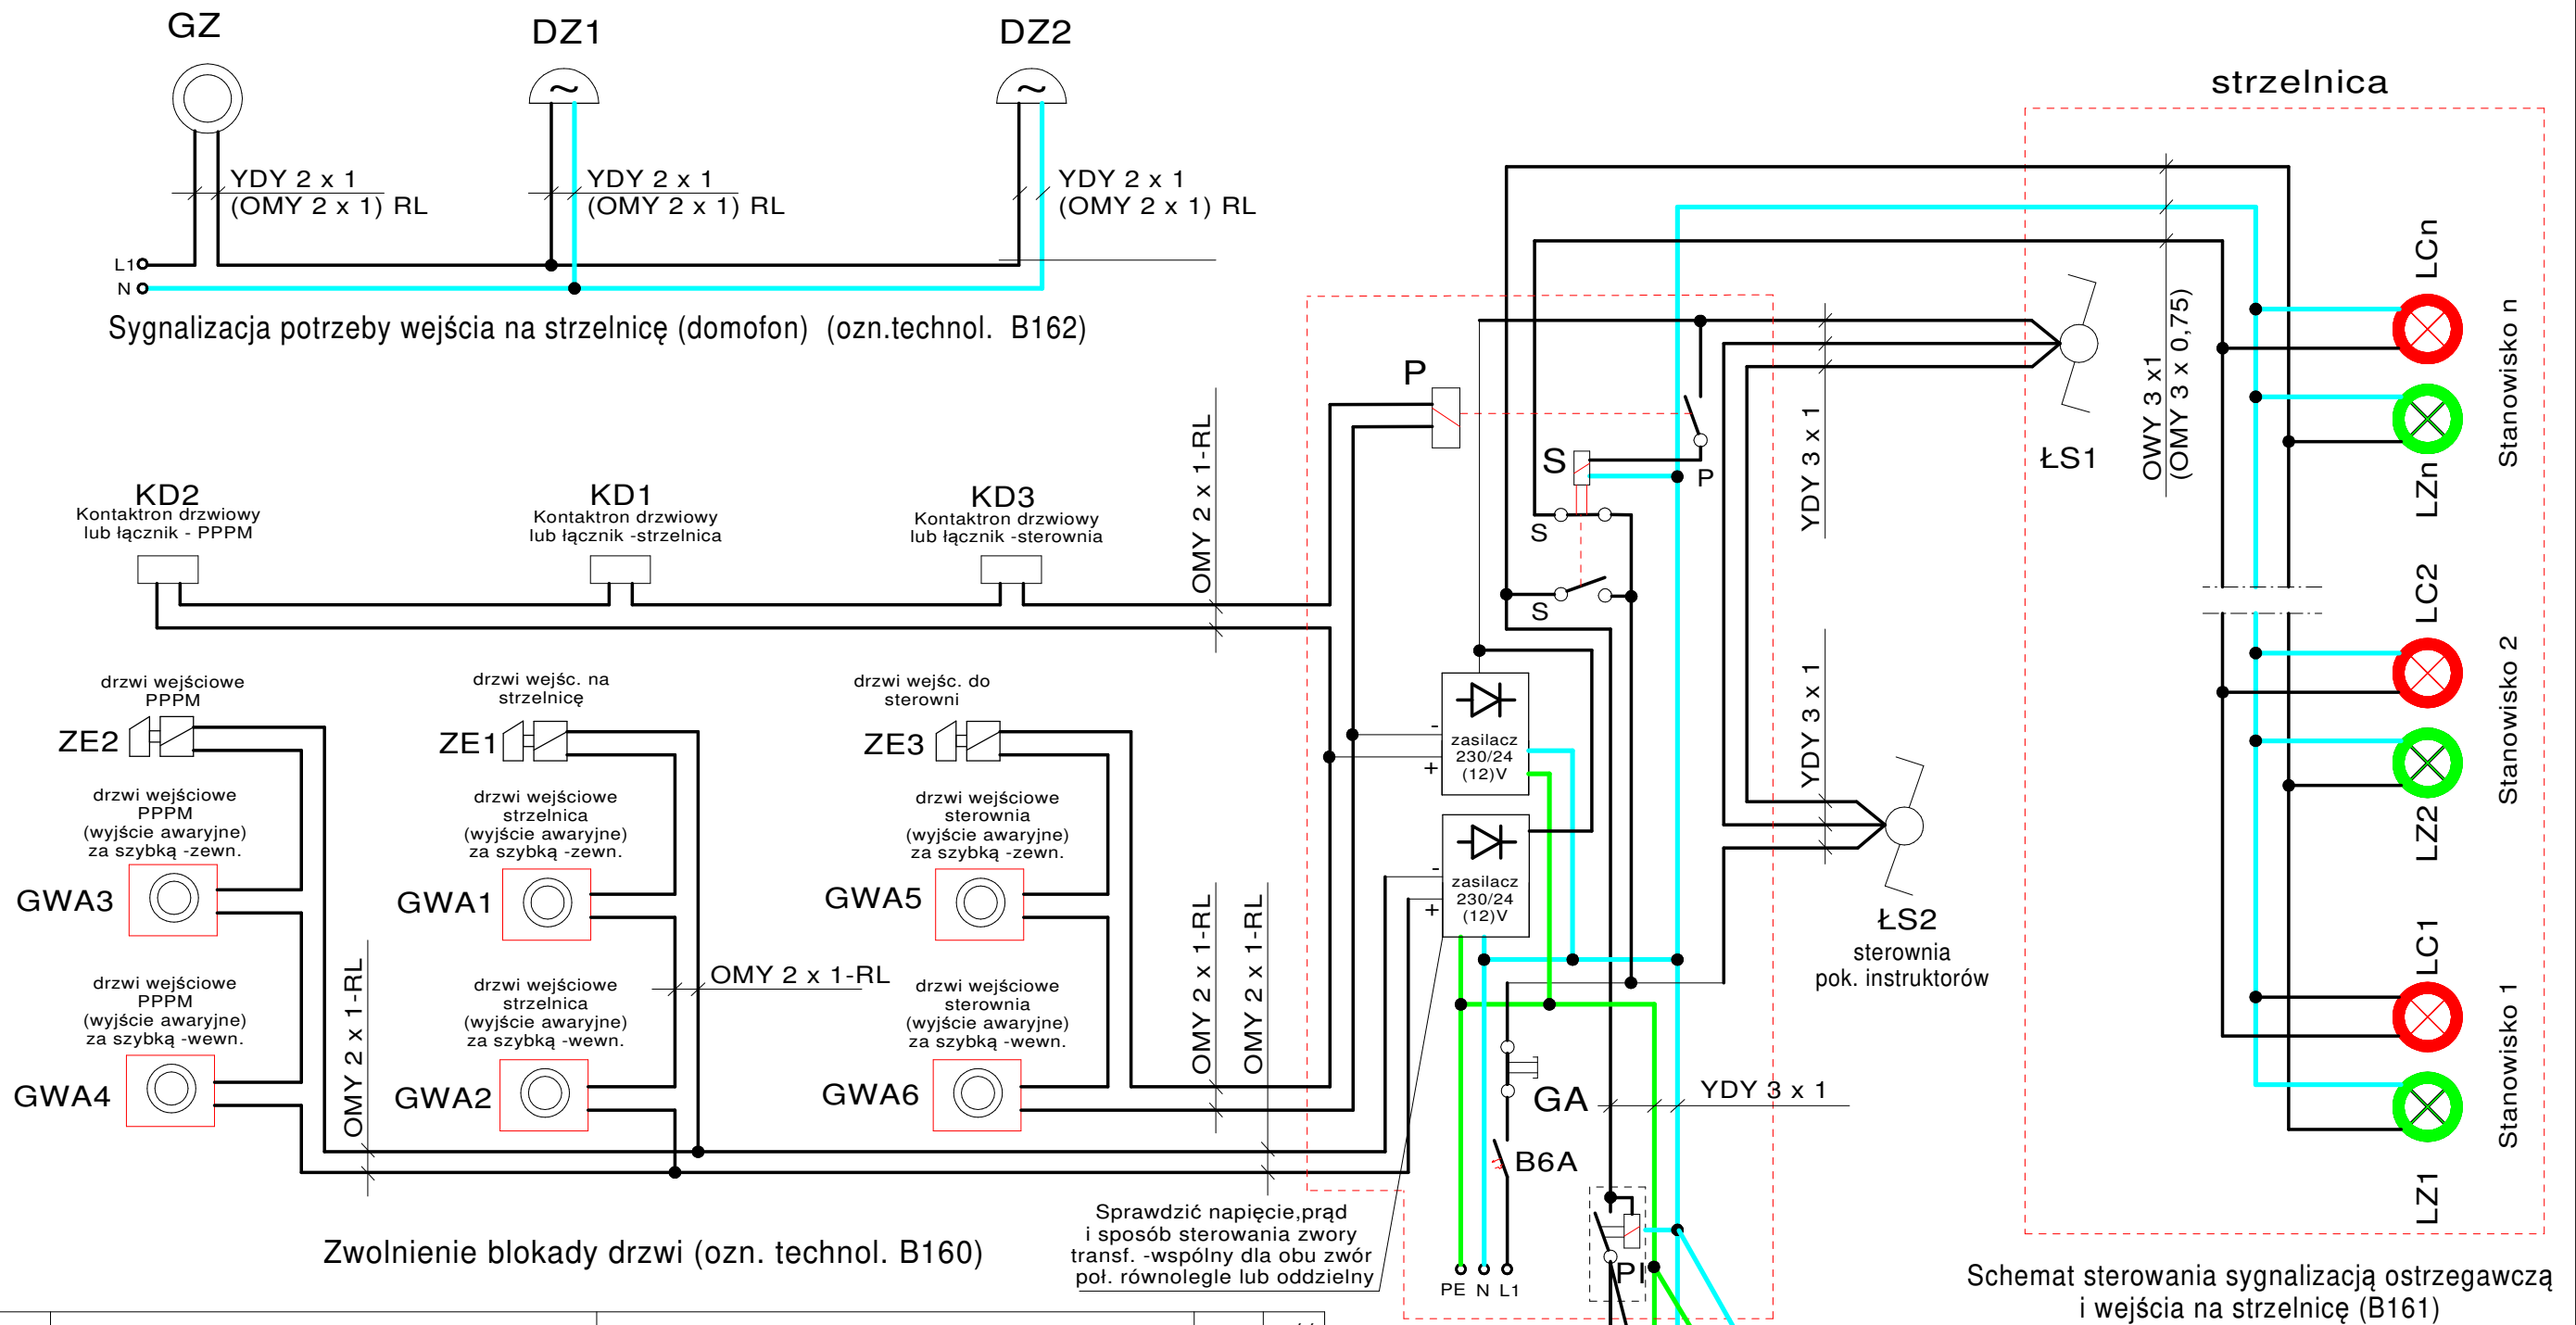 GZ
DZ1
DZ2
YDY 2 x 1
(OMY 2 x 1) RL
YDY 2 x 1
(OMY 2 x 1) RL
YDY 2 x 1
(OMY 2 x 1) RL
L1
N
Sygnalizacja potrzeby wejścia na strzelnicę (domofon) (ozn.technol. B162)
strzelnica
KD2
Kontaktron drzwiowy
lub łącznik - PPPM
KD1
Kontaktron drzwiowy
lub łącznik -strzelnica
KD3
Kontaktron drzwiowy
lub łącznik -sterownia
OMY 2 x 1-RL
drzwi wejściowe
PPPM
ZE2
drzwi wejśc. na
strzelnicę
ZE1
drzwi wejśc. do
sterowni
ZE3
drzwi wejściowe
PPPM
(wyjście awaryjne)
za szybką -zewn.
GWA3
drzwi wejściowe
strzelnica
(wyjście awaryjne)
za szybką -zewn.
GWA1
drzwi wejściowe
sterownia
(wyjście awaryjne)
za szybką -zewn.
GWA5
drzwi wejściowe
PPPM
(wyjście awaryjne)
za szybką -wewn.
GWA4
drzwi wejściowe
strzelnica
(wyjście awaryjne)
za szybką -wewn.
GWA2
drzwi wejściowe
sterownia
(wyjście awaryjne)
za szybką -wewn.
GWA6
OMY 2 x 1-RL
OMY 2 x 1-RL
OMY 2 x 1-RL
OMY 2 x 1-RL
Zwolnienie blokady drzwi (ozn. technol. B160)
Sprawdzić napięcie,prąd
i sposób sterowania zwory
transf. -wspólny dla obu zwór
poł. równolegle lub oddzielny
P
S
P
S
S
-
zasilacz
230/24
(12)V
+
-
zasilacz
230/24
(12)V
+
GA
B6A
PE N L1
PI
YDY 3 x 1
YDY 3 x 1
YDY 3 x 1
ŁS1
ŁS2
sterownia
pok. instruktorów
OWY 3 x1
(OMY 3 x 0,75)
LCn
LZn
Stanowisko n
LC2
LZ2
Stanowisko 2
LC1
LZ1
Stanowisko 1
Schemat sterowania sygnalizacją ostrzegawczą
i wejścia na strzelnicę (B161)